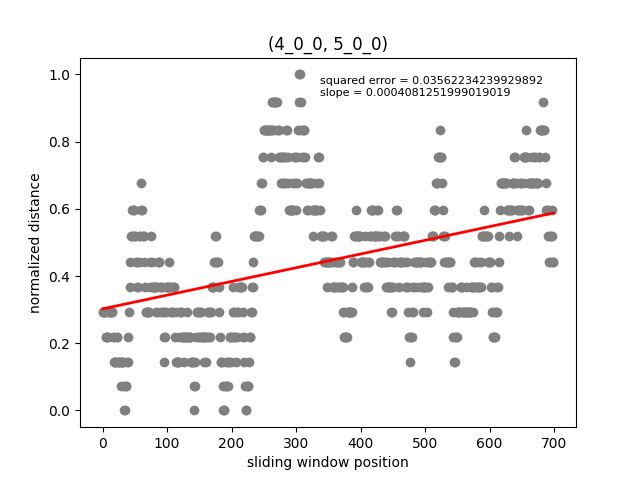 (4_0_0, 5_0_0)
squared error = 0.03562234239929892
slope = 0.0004081251999019019
normalized distance
1.0
0.8
0.6
0.4
0.2
0.0
0 100 200 300 400 500 600 700
sliding window position